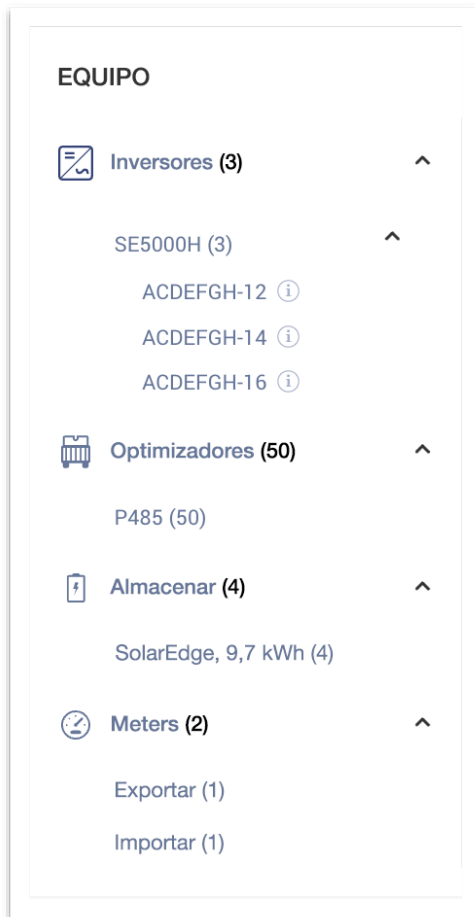 EQUIPO
Inversores (3)
SE5000H (3)
ACDEFGH-12
ACDEFGH-14
ACDEFGH-16
Optimizadores (50)
P485 (50)
Almacenar (4)
SolarEdge, 9,7 kWh (4)
Meters (2)
Exportar (1)
Importar (1)